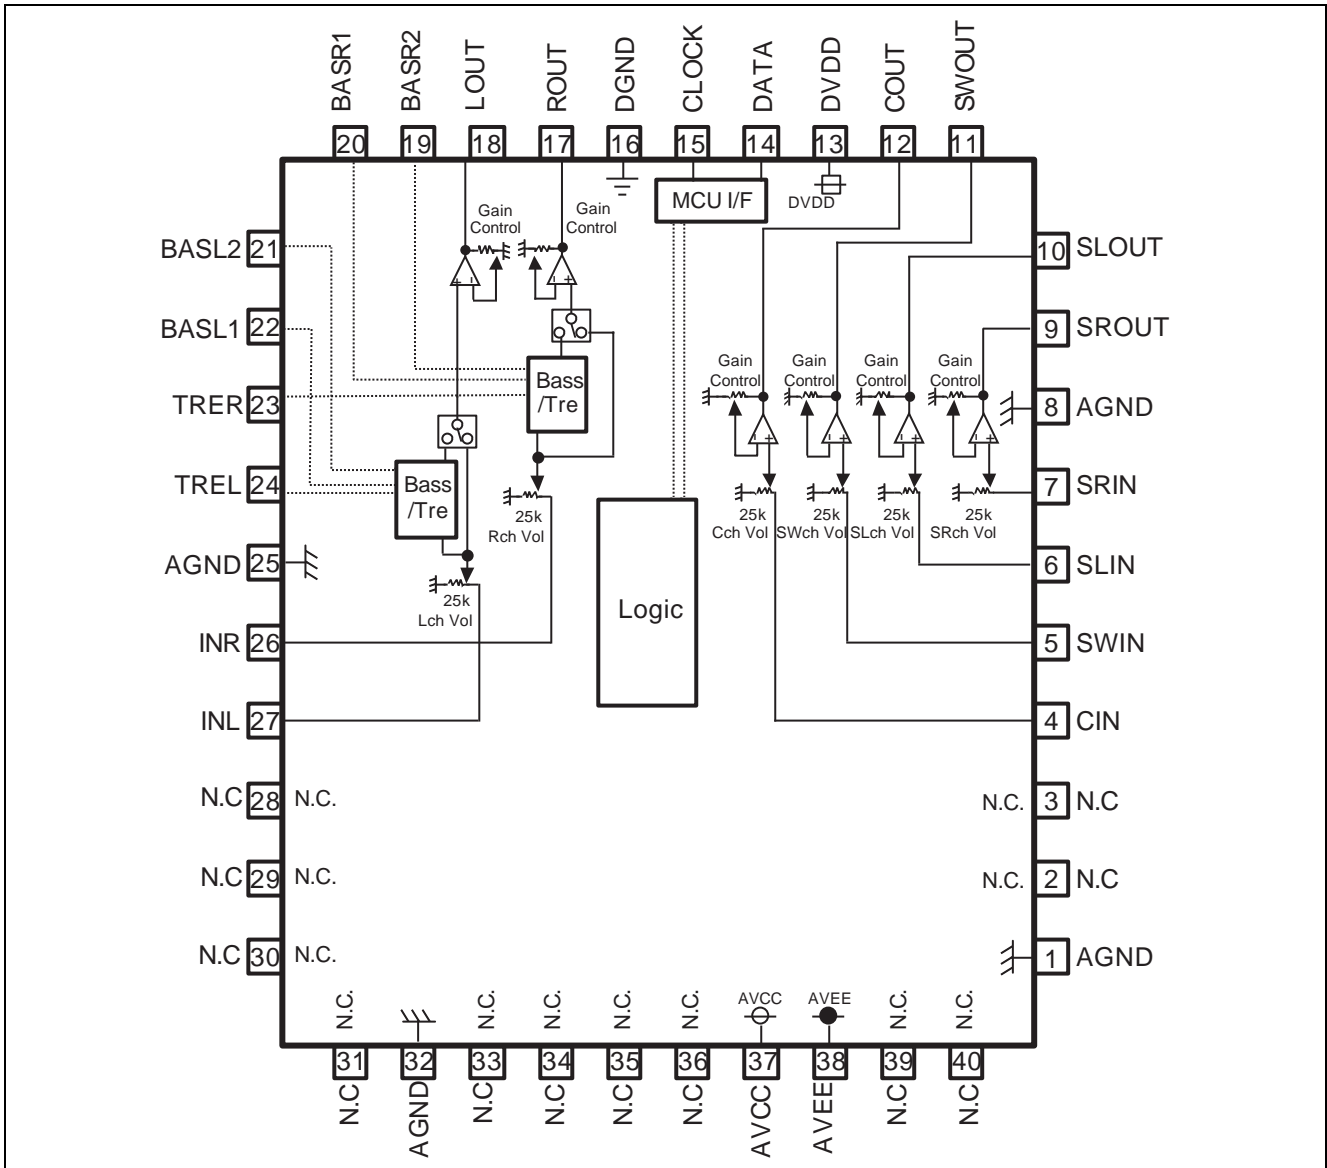 BASR1
BASR2
LOUT
ROUT
DGND
CLOCK
DATA
DVDD
COUT
SWOUT
20
19
18
17
16
15
14
13
12
11
MCU I/F
DVDD
Gain
Control
Gain
Control
BASL2 21
BASL1 22
TRER 23
TREL 24
AGND 25
INR 26
INL 27
N.C 28 N.C.
N.C 29 N.C.
N.C 30 N.C.
10 SLOUT
9 SROUT
8 AGND
7 SRIN
6 SLIN
5 SWIN
4 CIN
N.C. 3 N.C
N.C. 2 N.C
1 AGND
Bass
/Tre
Bass
/Tre
25k
Rch Vol
25k
Lch Vol
Gain
Control
Gain
Control
Gain
Control
Gain
Control
25k
Cch Vol
25k
SWch Vol
25k
SLch Vol
25k
SRch Vol
Logic
N.C.
N.C.
N.C.
N.C.
N.C.
AVCC
AVEE
N.C.
N.C.
31
32
33
34
35
36
37
38
39
40
N.C
AGND
N.C
N.C
N.C
N.C
AVCC
AVEE
N.C
N.C